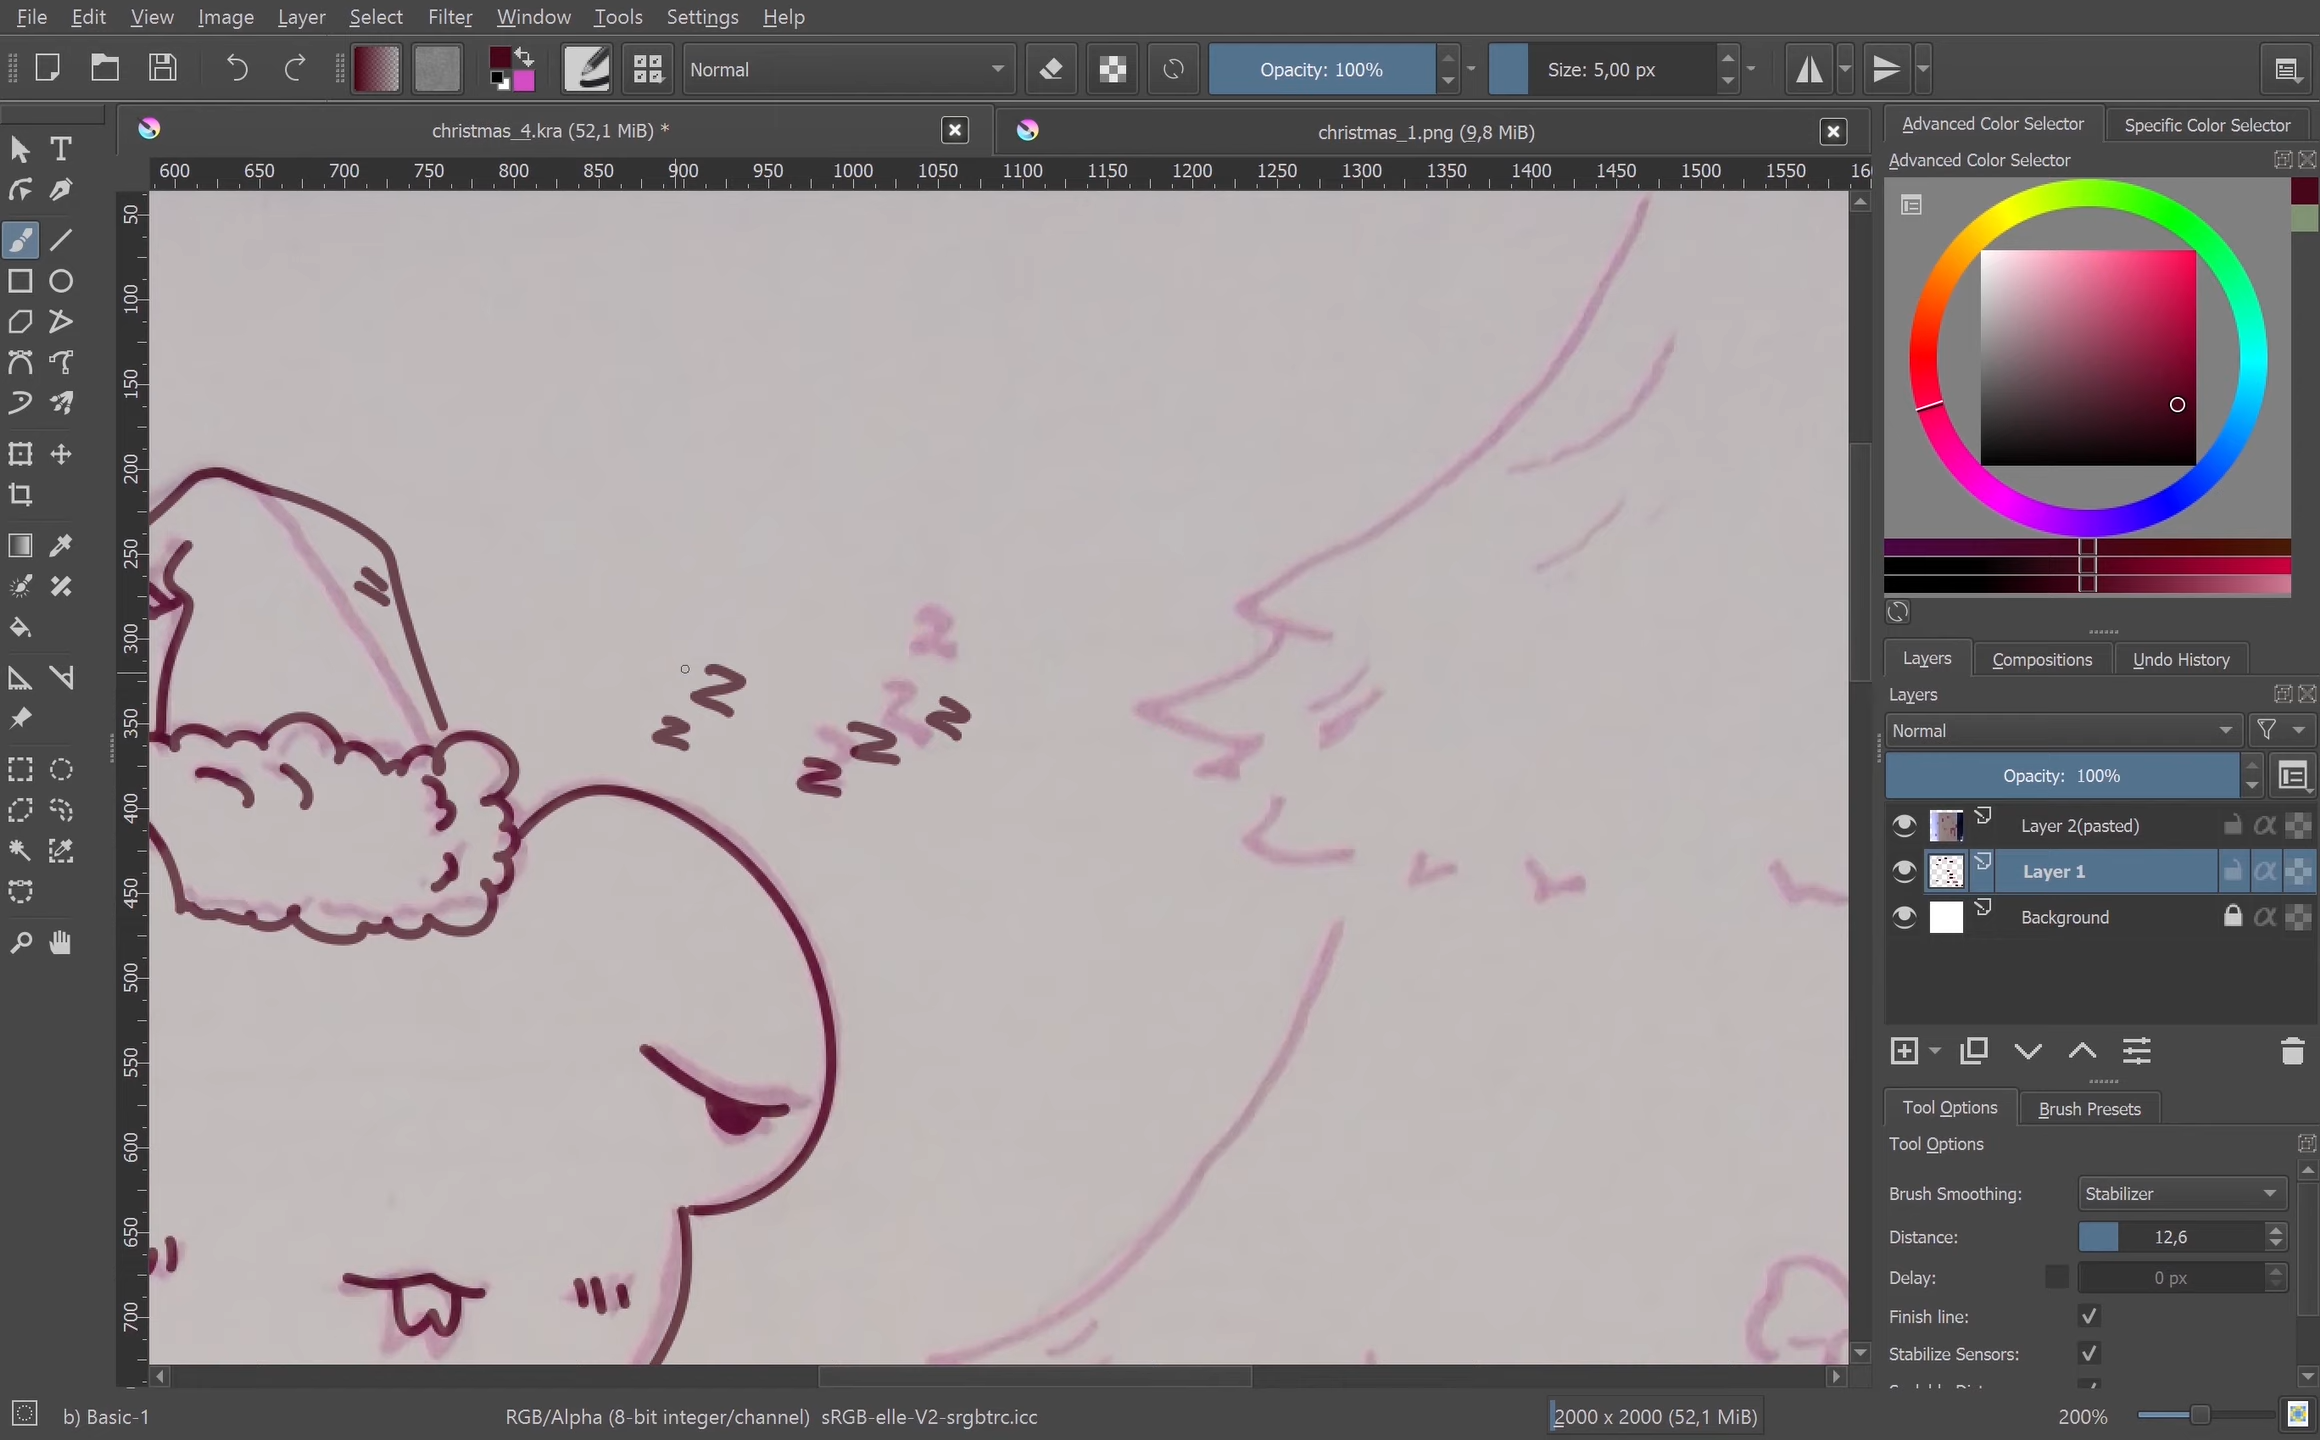 File Edit View Image Layer Select Filter Window Tools Settings Help
Normal Opacity: 100% Size: 5,00 px
christmas_4.kra (52,1 MiB) * christmas_1.png (9,8 MiB)
Advanced Color Selector Specific Color Selector
Advanced Color Selector
600 650 700 750 800 850 900 950 1000 1050 1100 1150 1200 1250 1300 1350 1400 1450 1500 1550
50
100
150
200
250
300
350
400
450
500
550
600
650
700
2
z z z z z z z
Layers Compositions Undo History
Layers
Normal
Opacity: 100%
Layer 2(pasted)
Layer 1
Background
Tool Options Brush Presets
Tool Options
Brush Smoothing: Stabilizer
Distance: 12,6
Delay: 0 px
Finish line:
Stabilize Sensors:
b) Basic-1 RGB/Alpha (8-bit integer/channel) sRGB-elle-V2-srgbtrc.icc 2000 x 2000 (52,1 MiB) 200%